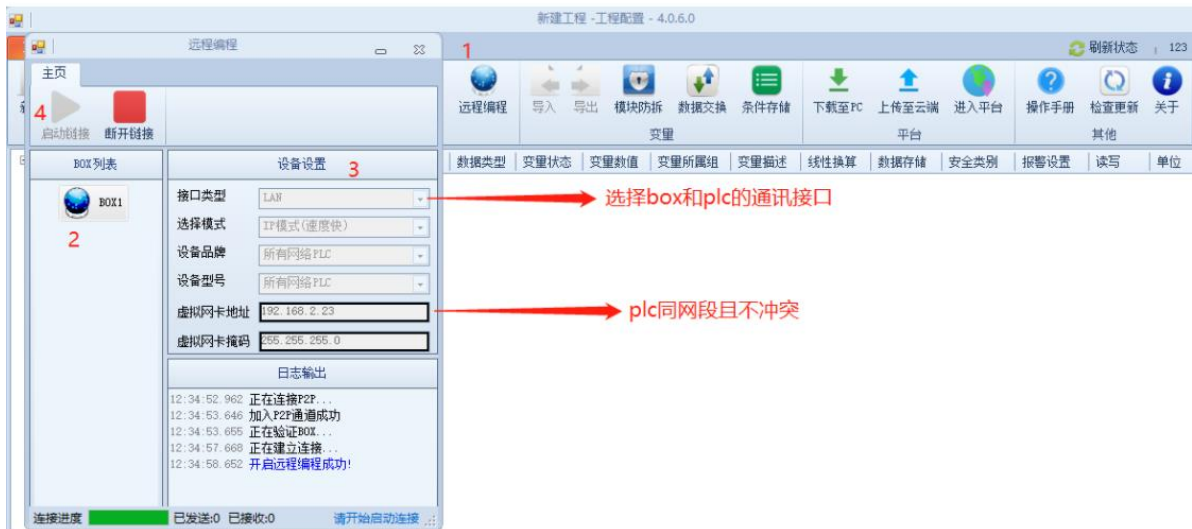 新建工程 -工程配置 - 4.0.6.0
远程编程
1
刷新状态
123
主页
4
启动链接
断开链接
远程编程
导入
导出
模块防拆
数据交换
条件存储
下载至PC
上传至云端
进入平台
操作手册
检查更新
关于
变量
平台
其他
BOX列表
设备设置
3
数据类型
变量状态
变量数值
变量所属组
变量描述
线性换算
数据存储
安全类别
报警设置
读写
单位
BOX1
2
接口类型
LAN
选择box和plc的通讯接口
选择模式
IP模式(速度快)
设备品牌
所有网络PLC
设备型号
所有网络PLC
虚拟网卡地址
192.168.2.23
plc同网段且不冲突
虚拟网卡掩码
255.255.255.0
日志输出
12:34:52.962 正在连接P2P...
12:34:53.646 加入P2P通道成功
12:34:53.655 正在验证BOX...
12:34:57.668 正在建立连接...
12:34:58.652 开启远程编程成功!
连接进度
已发送:0 已接收:0
请开始启动连接